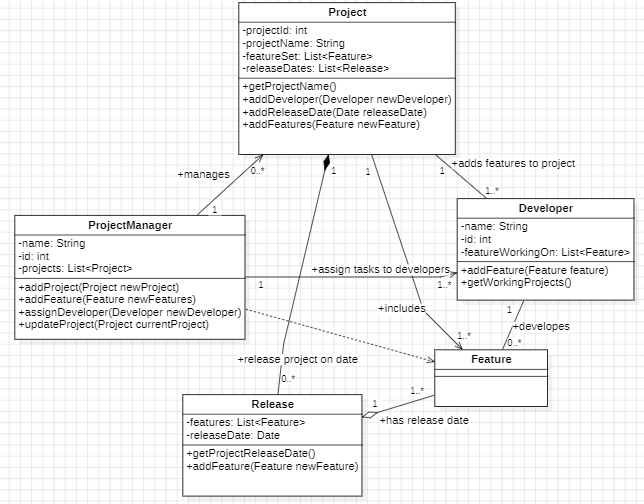 Project
-projectId: int
-projectName: String
-featureSet: List<Feature>
-releaseDates: List<Release>
+getProjectName()
+addDeveloper(Developer newDeveloper)
+addReleaseDate(Date releaseDate)
+addFeatures(Feature newFeature)
+manages
0..*
1
1
1
1
+adds features to project
1..*
ProjectManager
-name: String
-id: int
-projects: List<Project>
+addProject(Project newProject)
+addFeature(Feature newFeatures)
+assignDeveloper(Developer newDeveloper)
+updateProject(Project currentProject)
Developer
-name: String
-id: int
-featureWorkingOn: List<Feature>
+addFeature(Feature feature)
+getWorkingProjects()
+assign tasks to developers
1
1..*
+includes
1..*
1
+developes
0..*
Feature
+release project on date
0..*
1
1..*
+has release date
Release
-features: List<Feature>
-releaseDate: Date
+getProjectReleaseDate()
+addFeature(Feature newFeature)